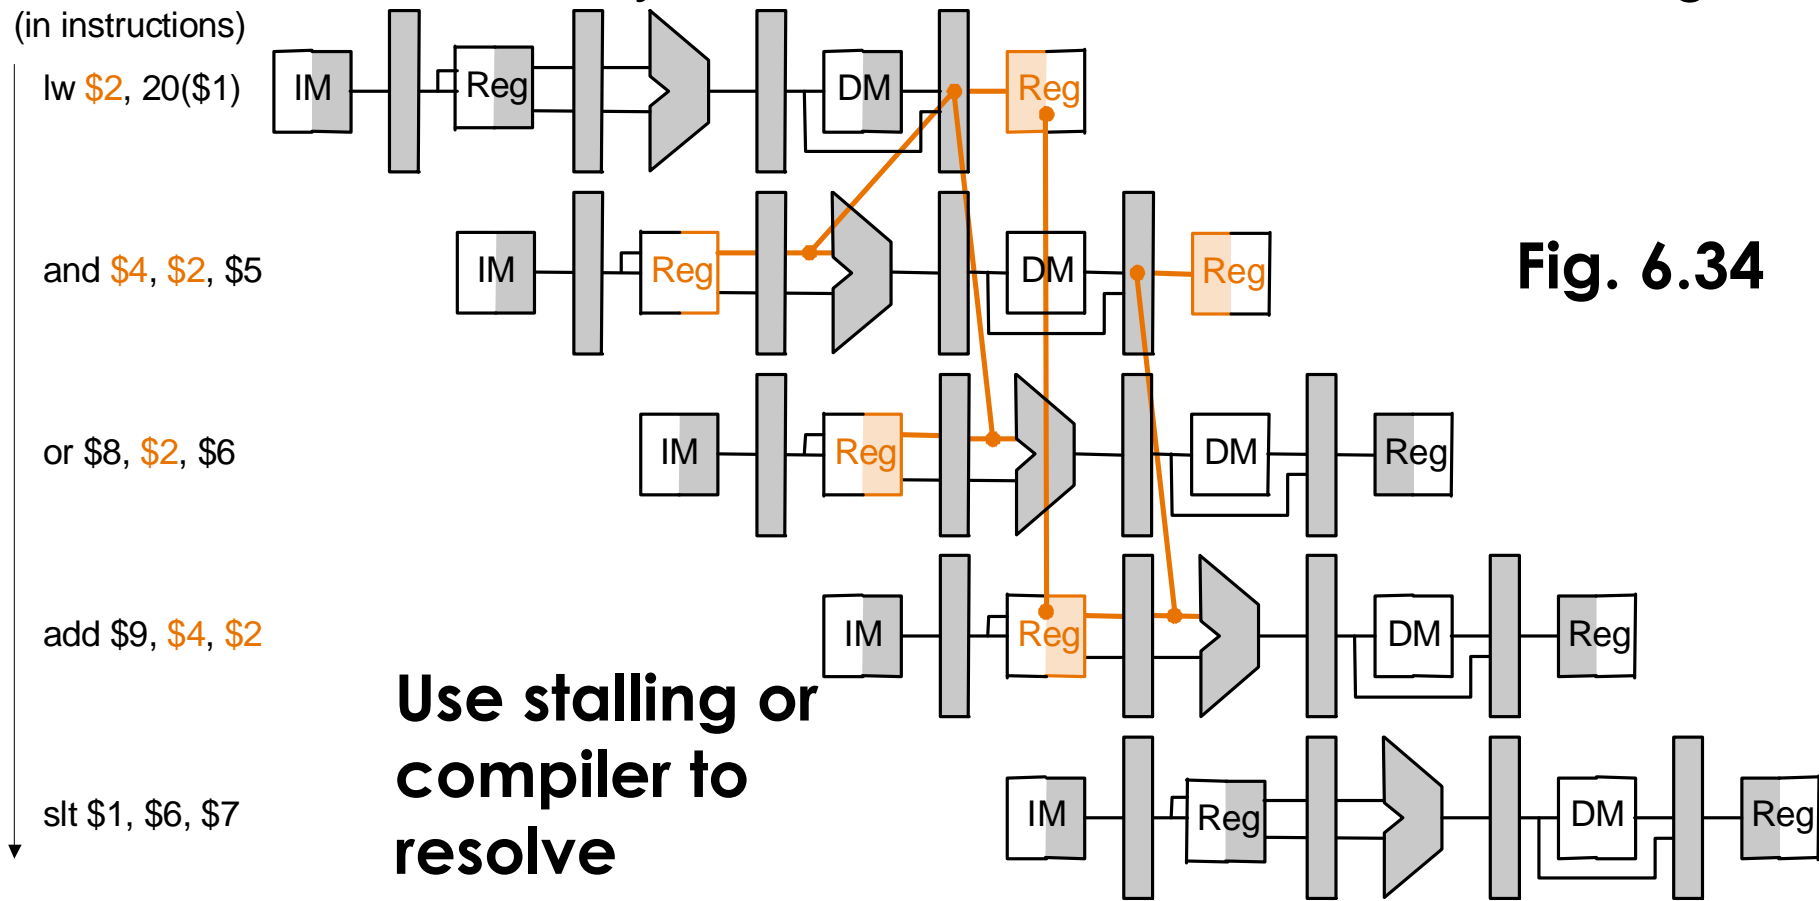 (in instructions)
lw $2, 20($1)
IM Reg DM Reg
and $4, $2, $5
IM Reg DM Reg
Fig. 6.34
or $8, $2, $6
IM Reg DM Reg
add $9, $4, $2
IM Reg DM Reg
Use stalling or
compiler to
resolve
slt $1, $6, $7
IM Reg DM Reg